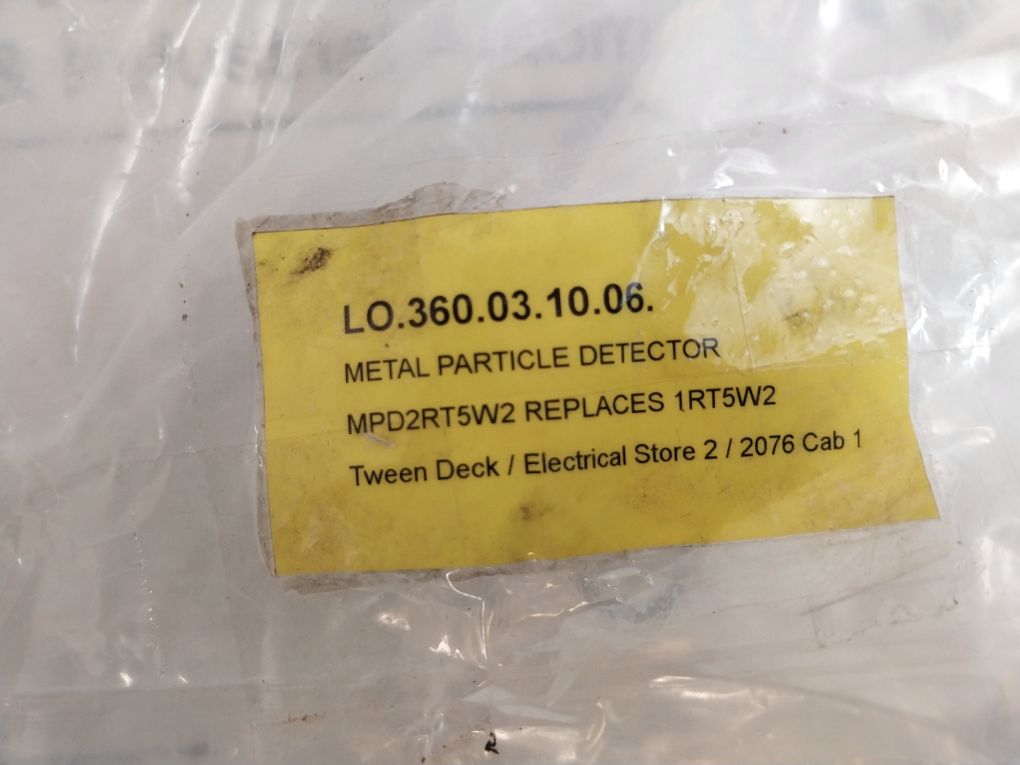 LO.360.03.10.06.
METAL PARTICLE DETECTOR
MPD2RT5W2 REPLACES 1RT5W2
Tween Deck / Electrical Store 2 / 2076 Cab 1